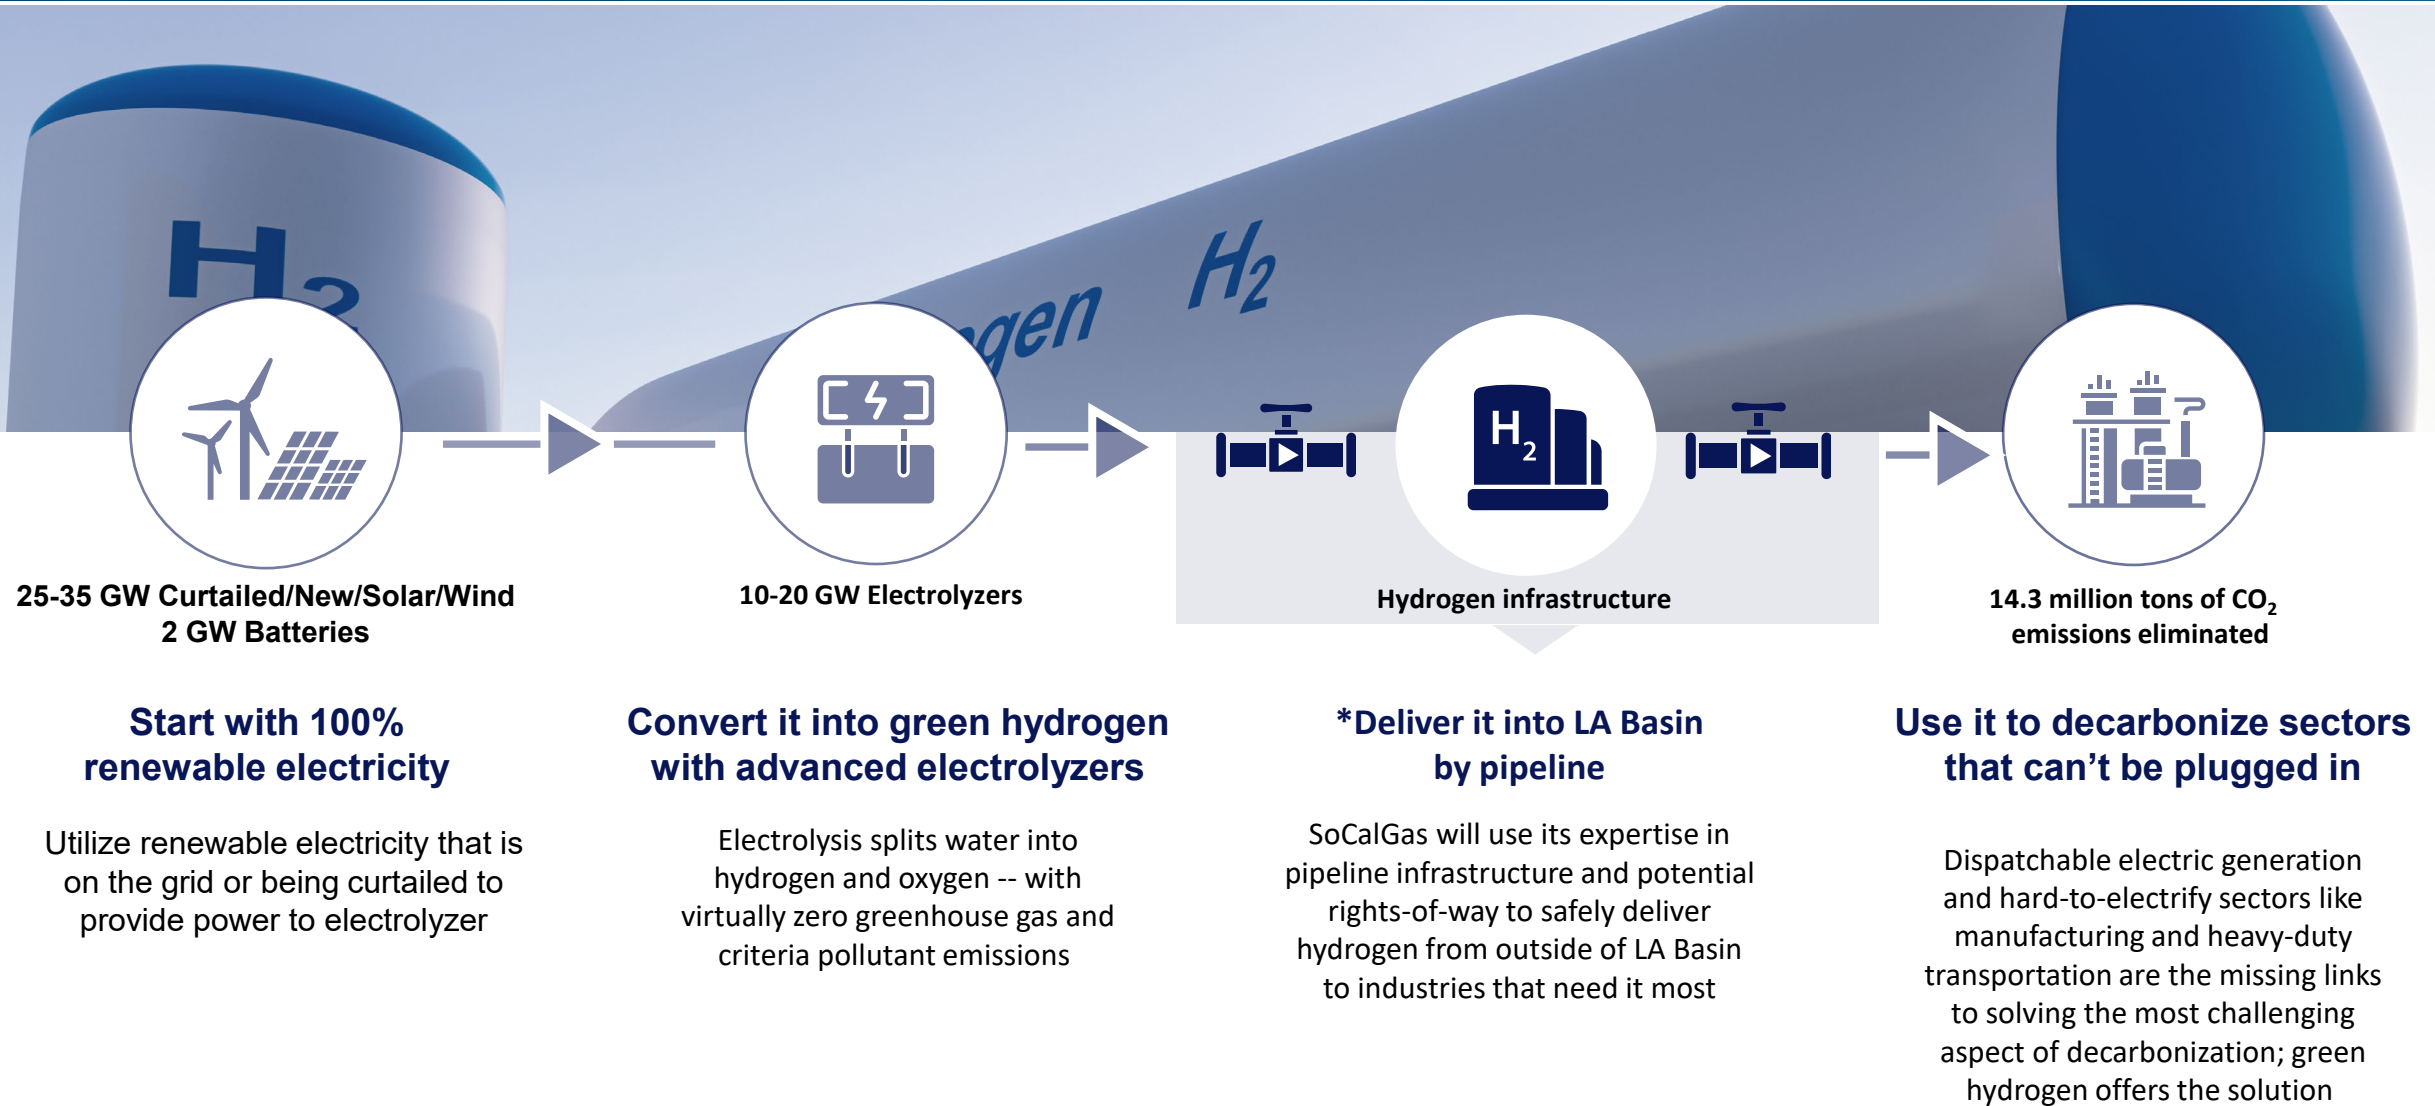 H2
ogen H2
H2
25-35 GW Curtailed/New/Solar/Wind
2 GW Batteries
10-20 GW Electrolyzers
Hydrogen infrastructure
14.3 million tons of CO2
emissions eliminated
Start with 100%
renewable electricity
Utilize renewable electricity that is
on the grid or being curtailed to
provide power to electrolyzer
Convert it into green hydrogen
with advanced electrolyzers
Electrolysis splits water into
hydrogen and oxygen -- with
virtually zero greenhouse gas and
criteria pollutant emissions
*Deliver it into LA Basin
by pipeline
SoCalGas will use its expertise in
pipeline infrastructure and potential
rights-of-way to safely deliver
hydrogen from outside of LA Basin
to industries that need it most
Use it to decarbonize sectors
that can’t be plugged in
Dispatchable electric generation
and hard-to-electrify sectors like
manufacturing and heavy-duty
transportation are the missing links
to solving the most challenging
aspect of decarbonization; green
hydrogen offers the solution